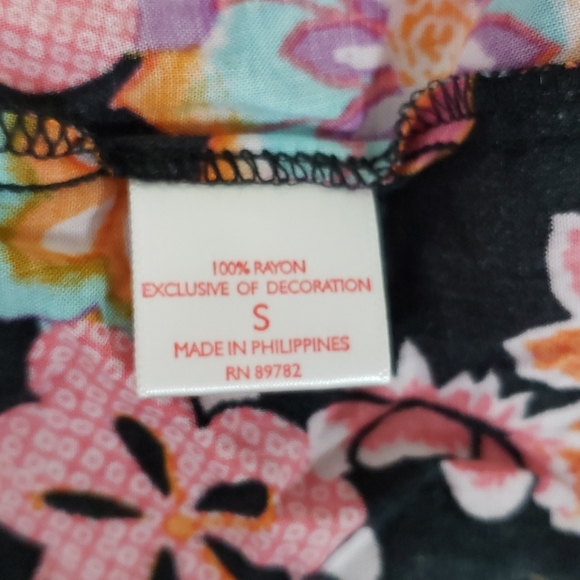 100% RAYON
EXCLUSIVE OF DECORATION
S
MADE IN PHILIPPINES
RN 89782